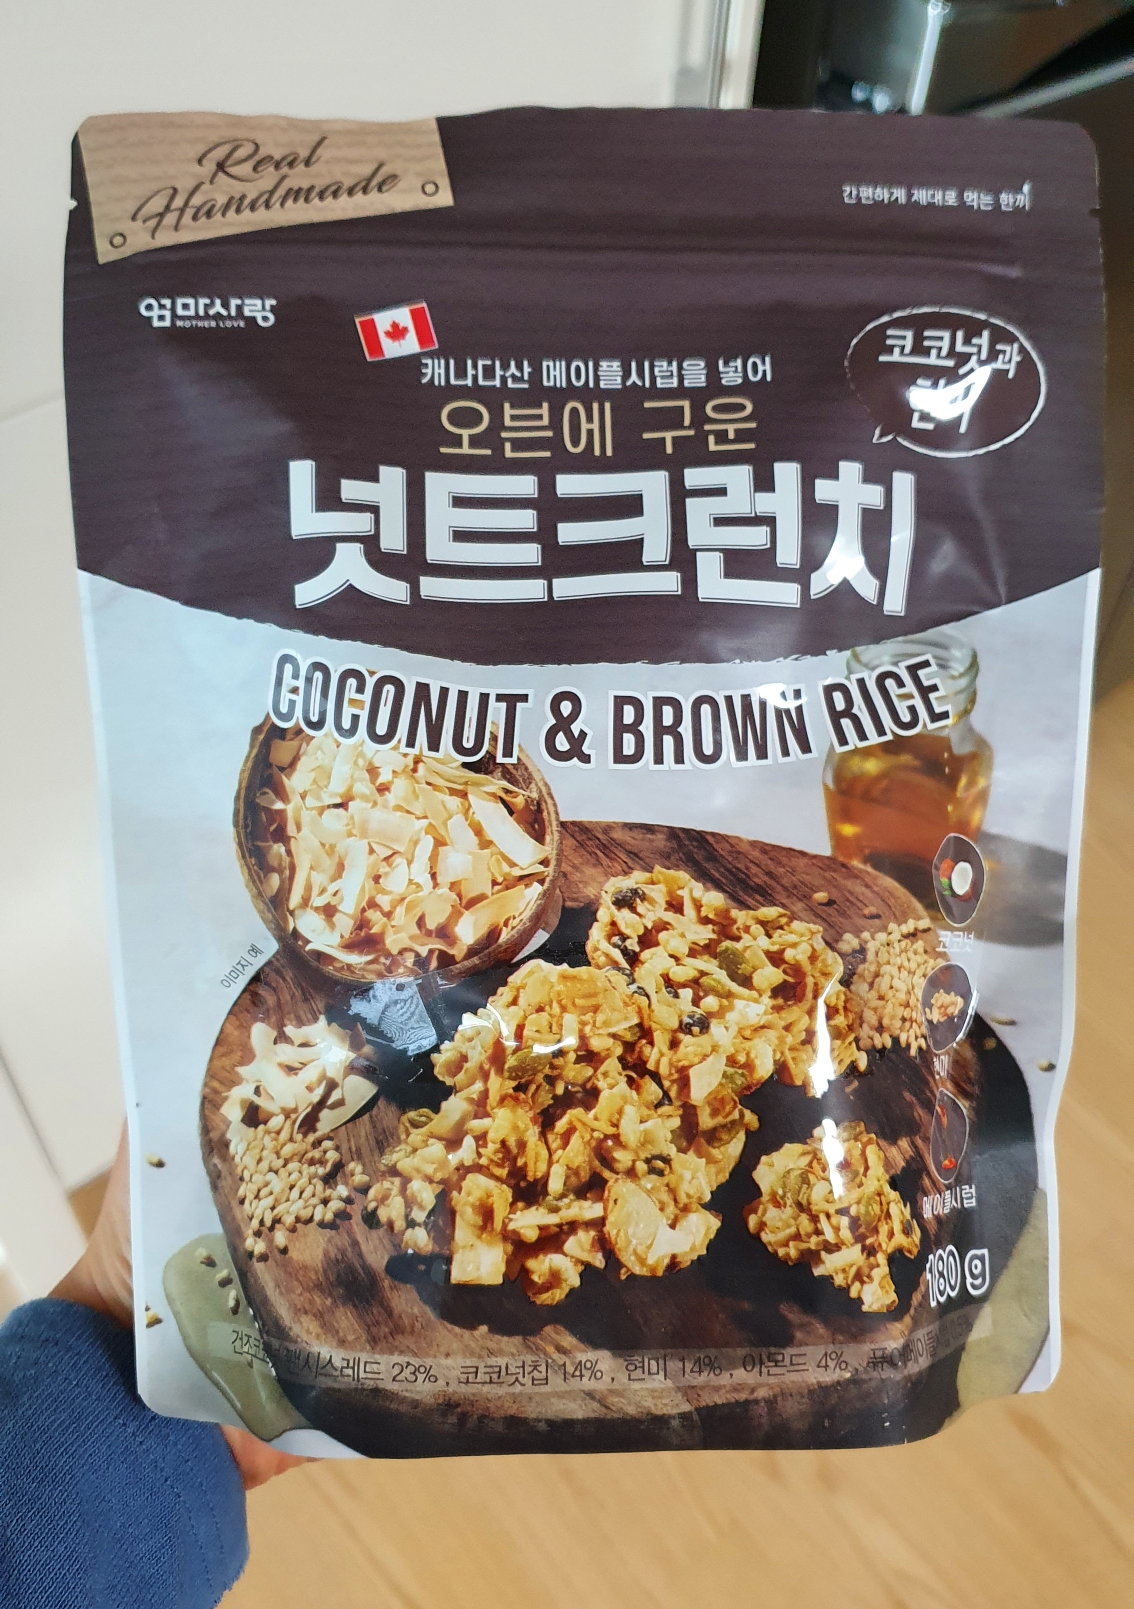 Real
Handmade
간편하게 제대로 먹는 한끼
엄마사랑
MOTHER LOVE
캐나다산 메이플시럽을 넣어
오븐에 구운
넛트크런치
코코넛과
현미
COCONUT & BROWN RICE
이미지 예
코코넛
현미
메이플시럽
180 g
23%, 코코넛칩 14%, 현미 14%, 아몬드 4%,